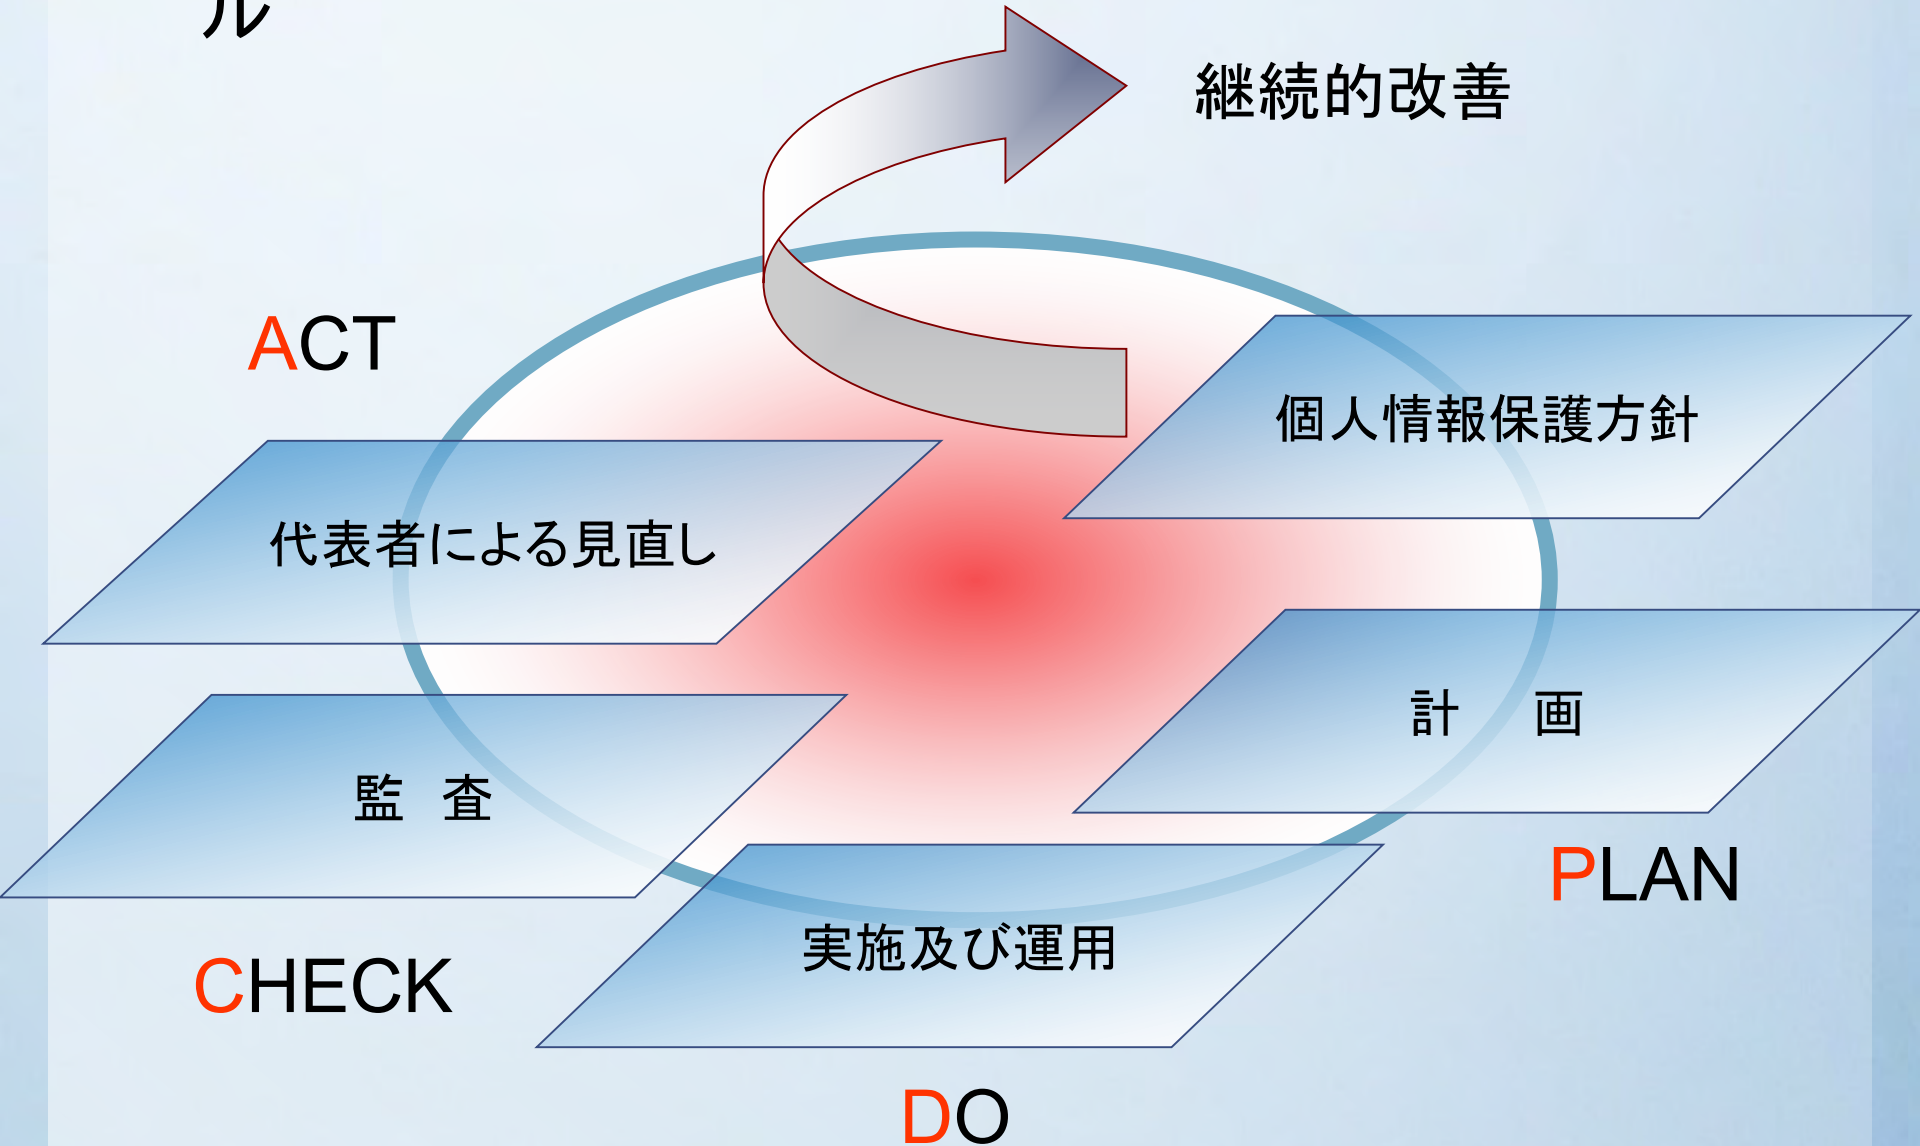 ル
継続的改善
ACT
個人情報保護方針
代表者による見直し
計　画
監　査
PLAN
実施及び運用
CHECK
DO